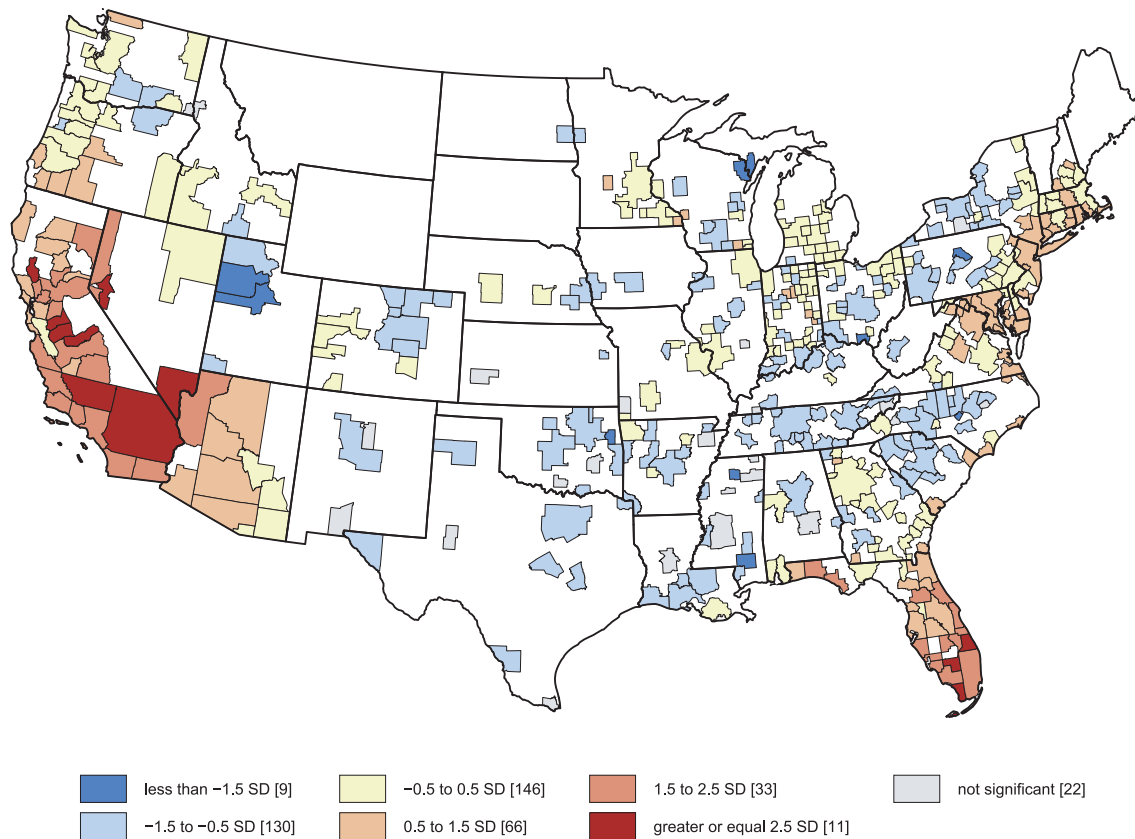 less than −1.5 SD [9]
−0.5 to 0.5 SD [146]
1.5 to 2.5 SD [33]
not significant [22]
−1.5 to −0.5 SD [130]
0.5 to 1.5 SD [66]
greater or equal 2.5 SD [11]